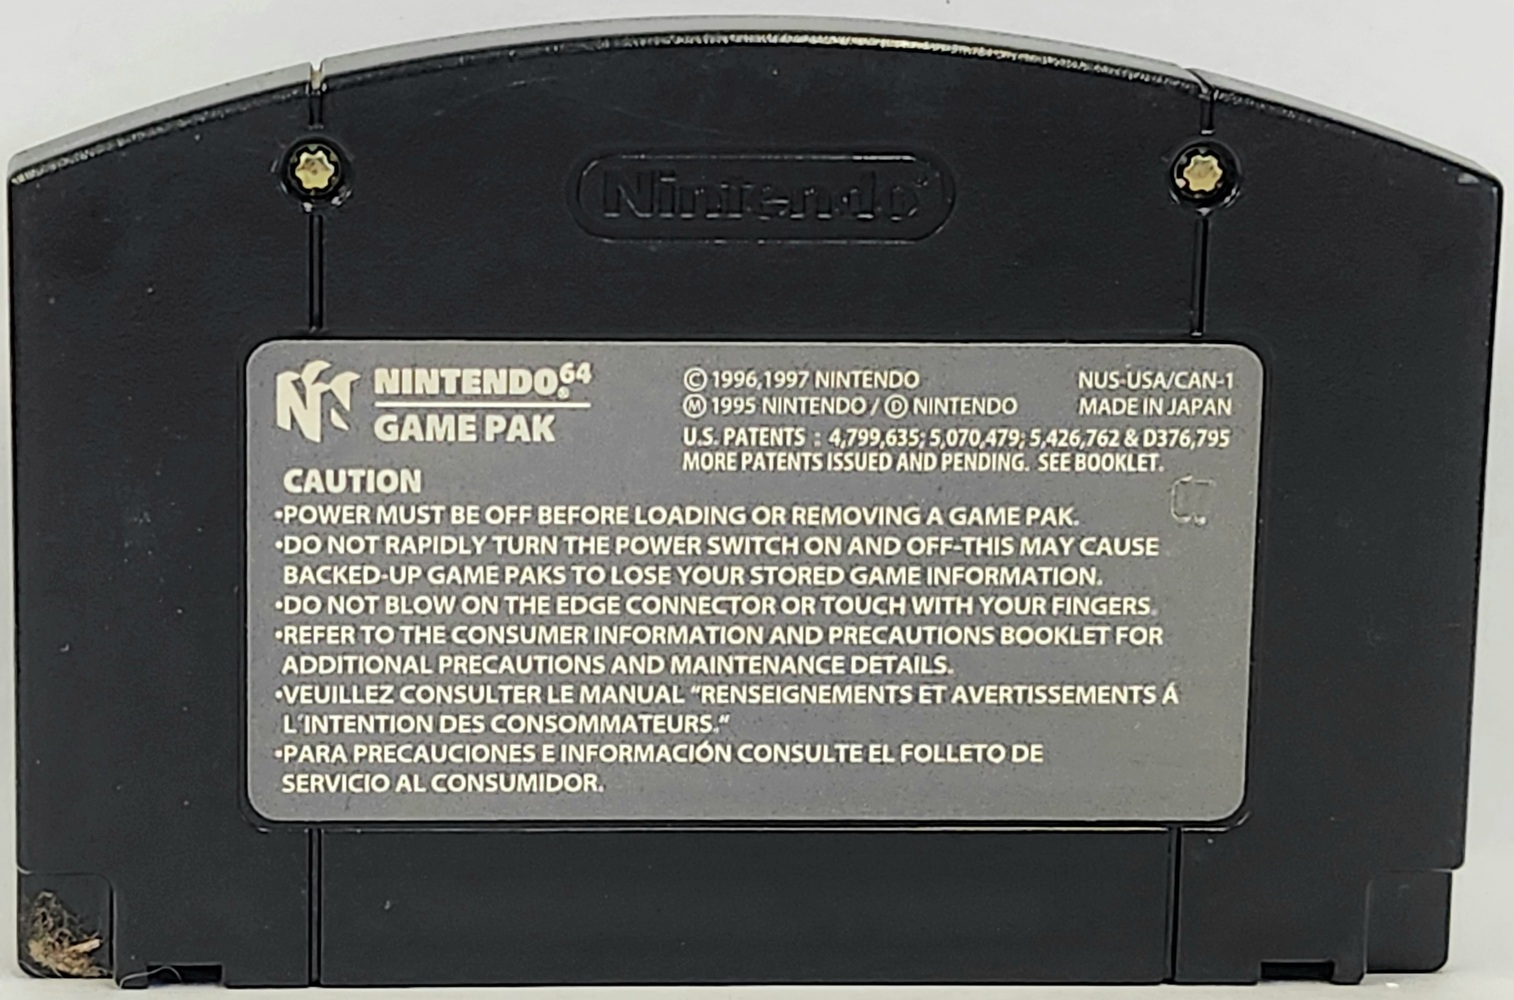 Nintendo
NINTENDO 64
GAME PAK
© 1996,1997 NINTENDO
Ⓜ 1995 NINTENDO / Ⓓ NINTENDO
NUS-USA/CAN-1
MADE IN JAPAN
U.S. PATENTS : 4,799,635; 5,070,479; 5,426,762 & D376,795
MORE PATENTS ISSUED AND PENDING. SEE BOOKLET.
CAUTION
•POWER MUST BE OFF BEFORE LOADING OR REMOVING A GAME PAK.
•DO NOT RAPIDLY TURN THE POWER SWITCH ON AND OFF-THIS MAY CAUSE
BACKED-UP GAME PAKS TO LOSE YOUR STORED GAME INFORMATION.
•DO NOT BLOW ON THE EDGE CONNECTOR OR TOUCH WITH YOUR FINGERS.
•REFER TO THE CONSUMER INFORMATION AND PRECAUTIONS BOOKLET FOR
ADDITIONAL PRECAUTIONS AND MAINTENANCE DETAILS.
•VEUILLEZ CONSULTER LE MANUAL "RENSEIGNEMENTS ET AVERTISSEMENTS Á
L´INTENTION DES CONSOMMATEURS."
•PARA PRECAUCIONES E INFORMACIÓN CONSULTE EL FOLLETO DE
SERVICIO AL CONSUMIDOR.